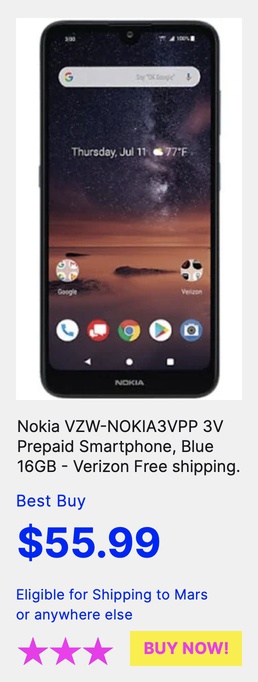 3:00
100%
G
Say "Ok Google"
Thursday, Jul 11 77°F
Google
Verizon
NOKIA
Nokia VZW-NOKIA3VPP 3V
Prepaid Smartphone, Blue
16GB - Verizon Free shipping.
Best Buy
$55.99
Eligible for Shipping to Mars
or anywhere else
BUY NOW!